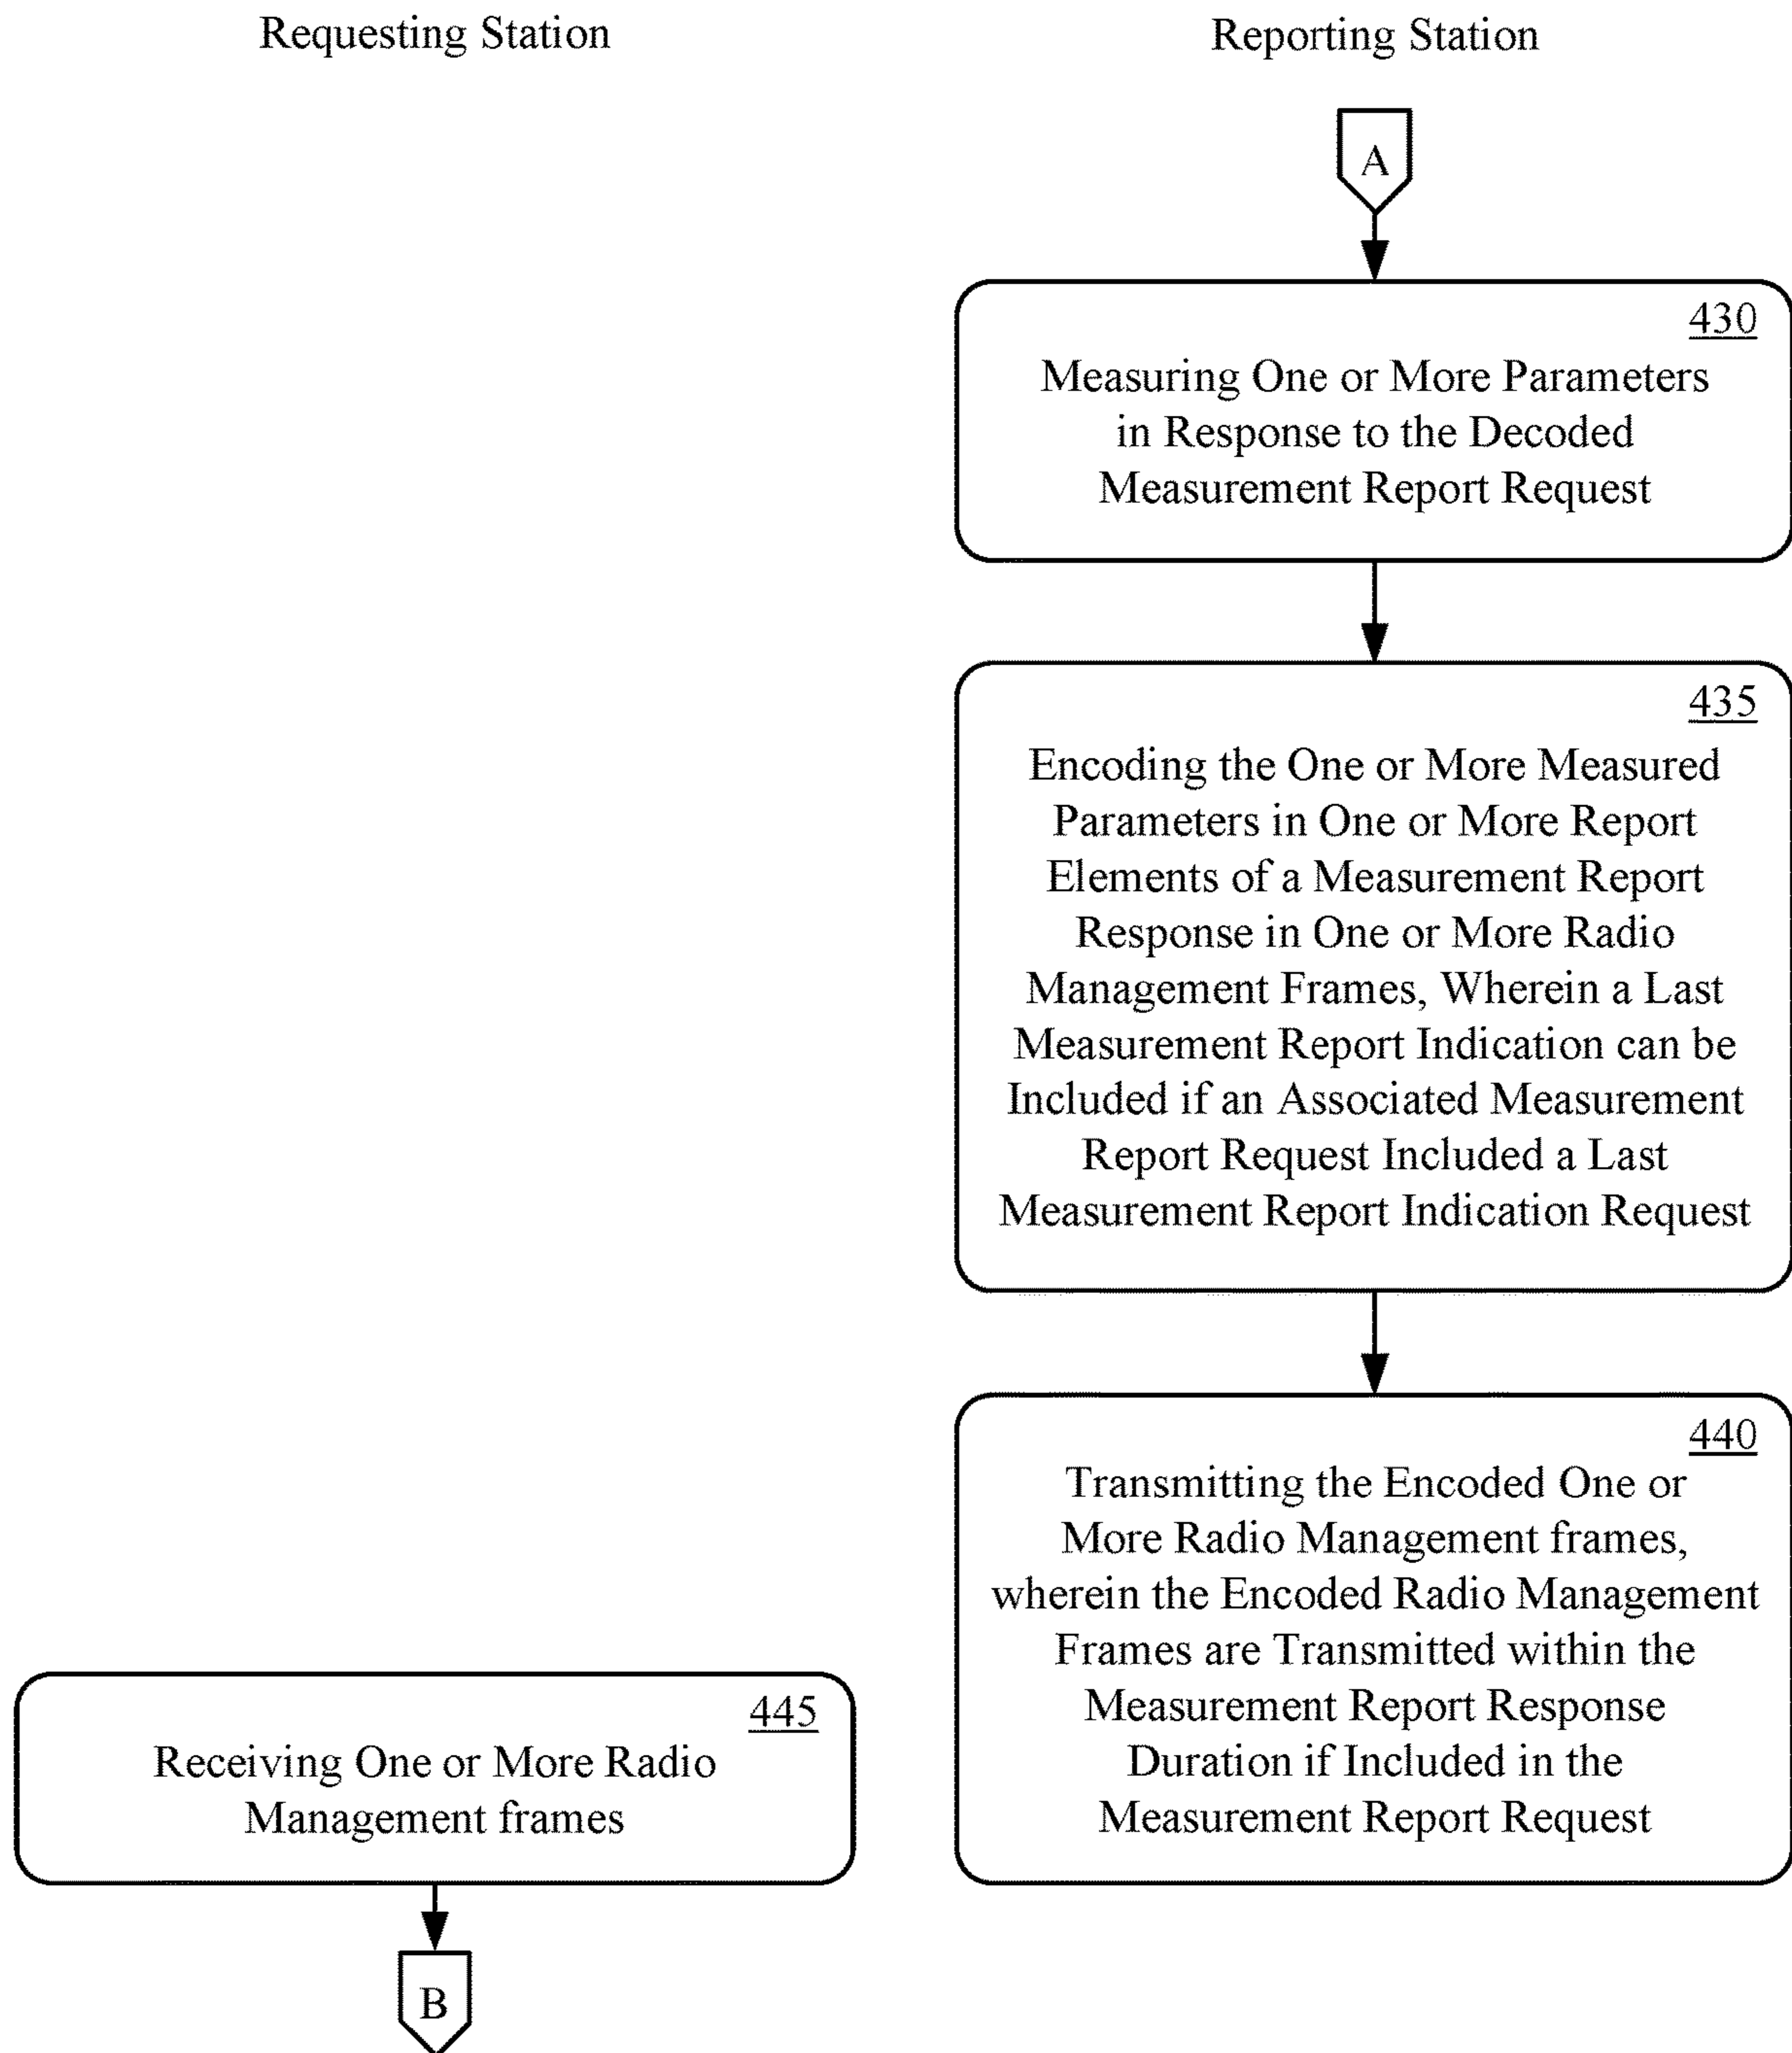 Requesting Station
Reporting Station
A
430
Measuring One or More Parameters
in Response to the Decoded
Measurement Report Request
435
Encoding the One or More Measured
Parameters in One or More Report
Elements of a Measurement Report
Response in One or More Radio
Management Frames, Wherein a Last
Measurement Report Indication can be
Included if an Associated Measurement
Report Request Included a Last
Measurement Report Indication Request
440
Transmitting the Encoded One or
More Radio Management frames,
wherein the Encoded Radio Management
Frames are Transmitted within the
Measurement Report Response
Duration if Included in the
Measurement Report Request
445
Receiving One or More Radio
Management frames
B